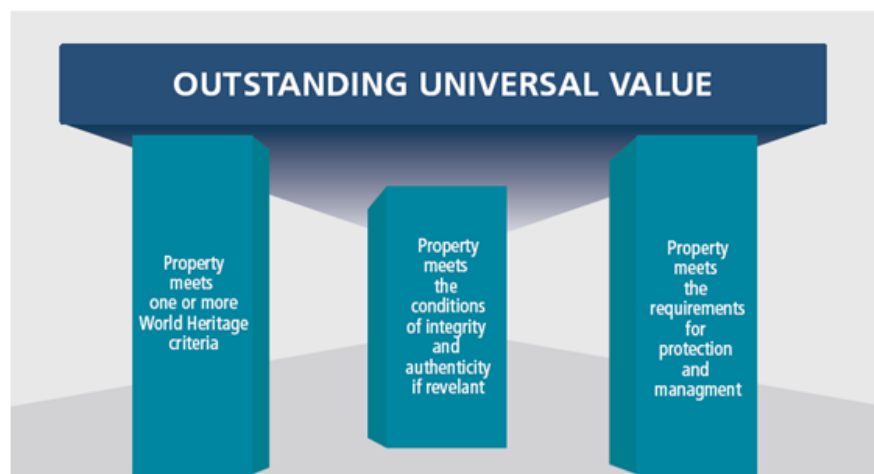 OUTSTANDING UNIVERSAL VALUE
Property
meets
one or more
World Heritage
criteria
Property
meets
the
conditions
of integrity
and
authenticity
if revelant
Property
meets
the
requirements
for
protection
and
managment